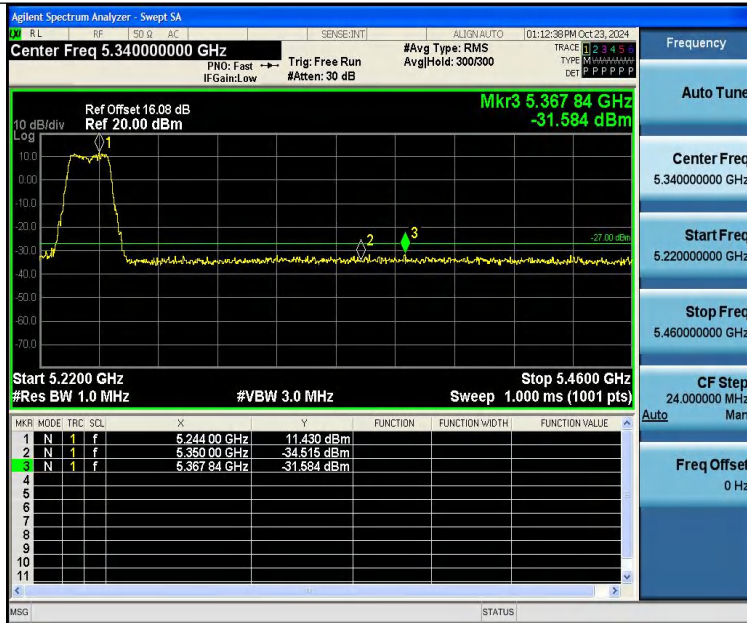 Agilent Spectrum Analyzer - Swept SA
RL RF 50 Ω AC SENSE:INT ALIGN AUTO 01:12:38 PM Oct 23, 2024
Center Freq 5.340000000 GHz
PNO: Fast
IFGain:Low
Trig: Free Run
#Atten: 30 dB
#Avg Type: RMS
Avg|Hold: 300/300
TRACE 1 2 3 4 5 6
TYPE M
DET P P P P P P
Ref Offset 16.08 dB
10 dB/div Ref 20.00 dBm
Log
Mkr3 5.367 84 GHz
-31.584 dBm
1
10.0
0.00
-10.0
-20.0
2 3
-27.00 dBm
-30.0
-40.0
-50.0
-60.0
-70.0
Start 5.2200 GHz Stop 5.4600 GHz
#Res BW 1.0 MHz #VBW 3.0 MHz Sweep 1.000 ms (1001 pts)
MKR MODE TRC SCL X Y FUNCTION FUNCTION WIDTH FUNCTION VALUE
1 N 1 f 5.244 00 GHz 11.430 dBm
2 N 1 f 5.350 00 GHz -34.515 dBm
3 N 1 f 5.367 84 GHz -31.584 dBm
4
5
6
7
8
9
10
11
MSG STATUS
Frequency
Auto Tune
Center Freq
5.340000000 GHz
Start Freq
5.220000000 GHz
Stop Freq
5.460000000 GHz
CF Step
24.000000 MHz
Auto Man
Freq Offset
0 Hz